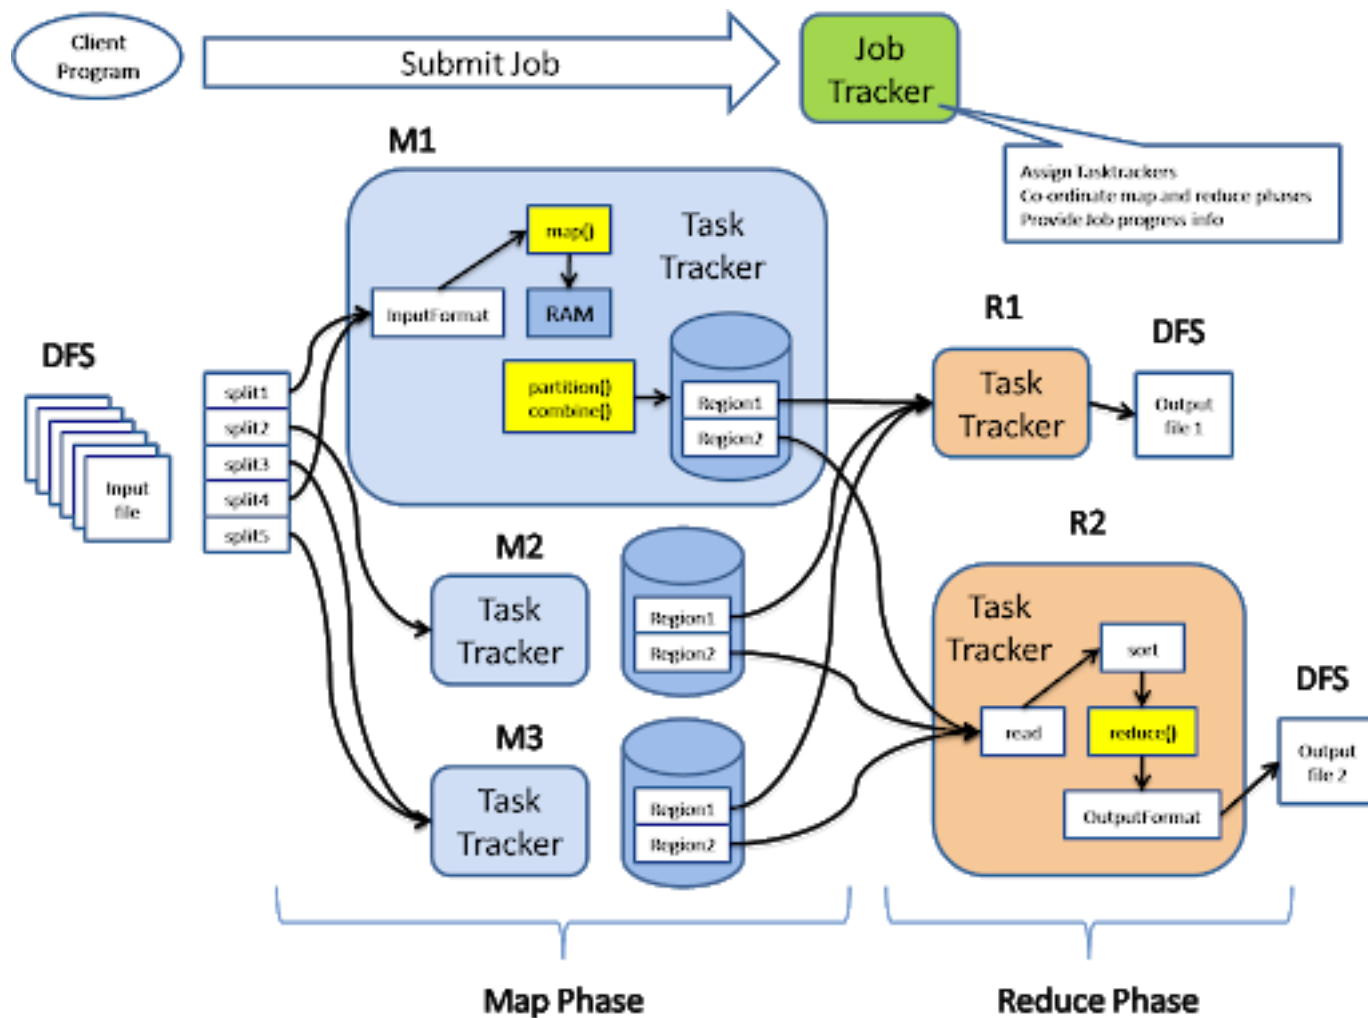 Client
Program
Submit Job
Job
Tracker
Assign Tasktrackers
Co-ordinate map and reduce phases
Provide Job progress info
M1
Task
Tracker
map()
InputFormat
RAM
partition()
combine()
Region1
Region2
DFS
Input
file
split1
split2
split3
split4
split5
M2
Task
Tracker
Region1
Region2
M3
Task
Tracker
Region1
Region2
R1
Task
Tracker
DFS
Output
file 1
R2
Task
Tracker
sort
read
reduce()
OutputFormat
DFS
Output
file 2
Map Phase
Reduce Phase